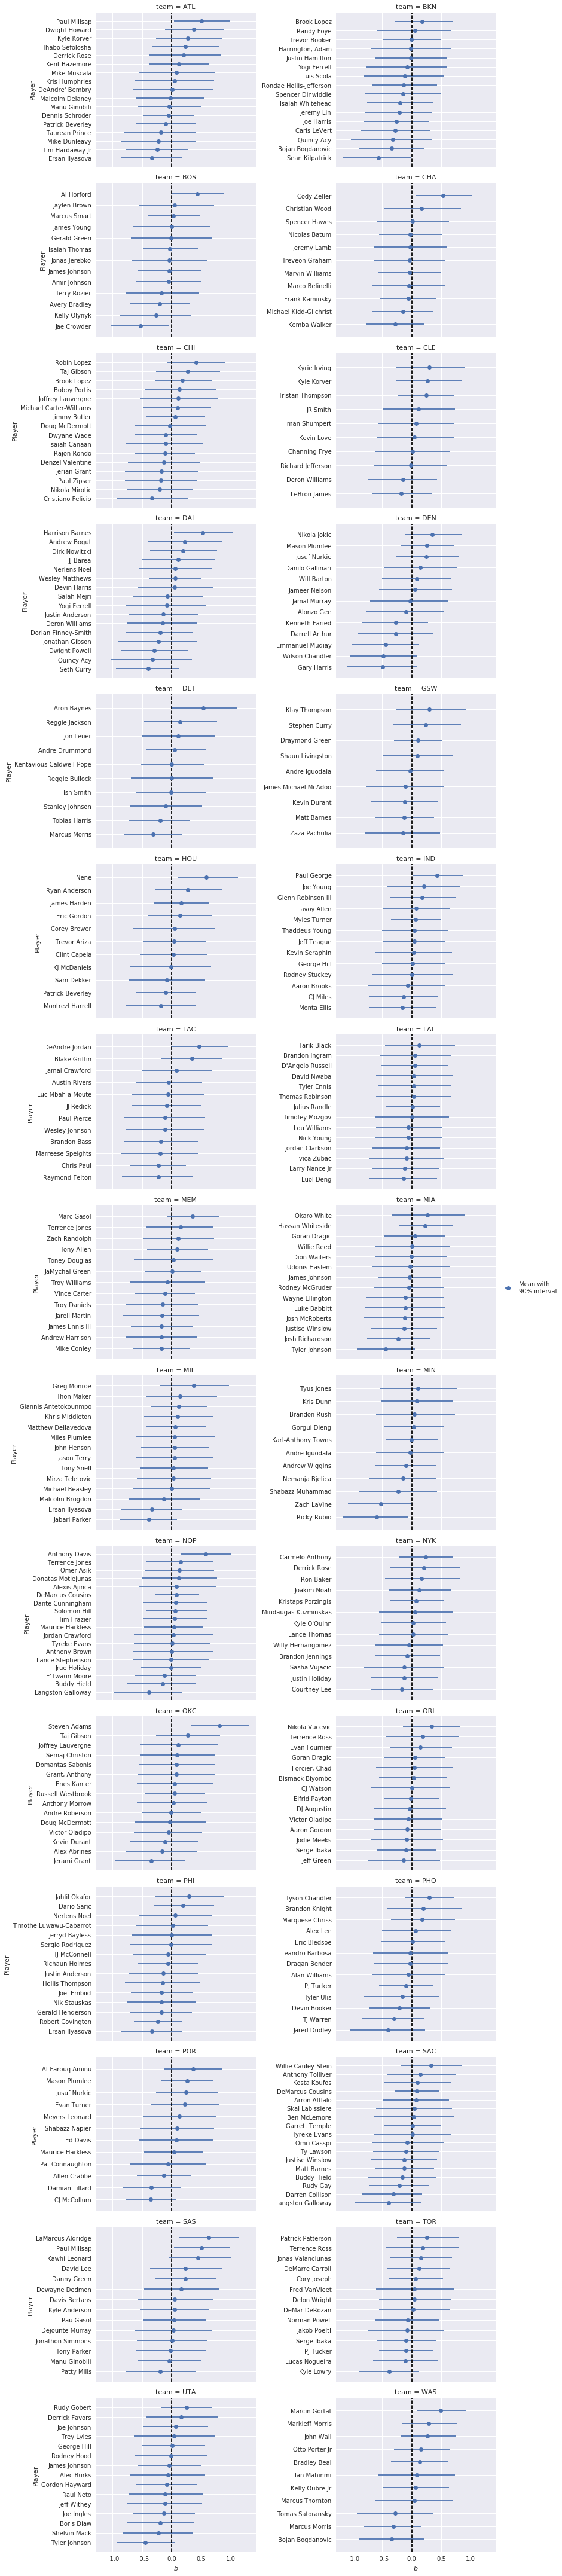 team = ATL
Paul Millsap
Dwight Howard
Kyle Korver
Thabo Sefolosha
Derrick Rose
Kent Bazemore
Mike Muscala
Kris Humphries
DeAndre' Bembry
Malcolm Delaney
Manu Ginobili
Dennis Schroder
Patrick Beverley
Taurean Prince
Mike Dunleavy
Tim Hardaway Jr
Ersan Ilyasova
Player
team = BKN
Brook Lopez
Randy Foye
Trevor Booker
Harrington, Adam
Justin Hamilton
Yogi Ferrell
Luis Scola
Rondae Hollis-Jefferson
Spencer Dinwiddie
Isaiah Whitehead
Jeremy Lin
Joe Harris
Caris LeVert
Quincy Acy
Bojan Bogdanovic
Sean Kilpatrick
team = BOS
Al Horford
Jaylen Brown
Marcus Smart
James Young
Gerald Green
Isaiah Thomas
Jonas Jerebko
James Johnson
Amir Johnson
Terry Rozier
Avery Bradley
Kelly Olynyk
Jae Crowder
Player
team = CHA
Cody Zeller
Christian Wood
Spencer Hawes
Nicolas Batum
Jeremy Lamb
Treveon Graham
Marvin Williams
Marco Belinelli
Frank Kaminsky
Michael Kidd-Gilchrist
Kemba Walker
team = CHI
Robin Lopez
Taj Gibson
Brook Lopez
Bobby Portis
Joffrey Lauvergne
Michael Carter-Williams
Jimmy Butler
Doug McDermott
Dwyane Wade
Isaiah Canaan
Rajon Rondo
Denzel Valentine
Jerian Grant
Paul Zipser
Nikola Mirotic
Cristiano Felicio
Player
team = CLE
Kyrie Irving
Kyle Korver
Tristan Thompson
JR Smith
Iman Shumpert
Kevin Love
Channing Frye
Richard Jefferson
Deron Williams
LeBron James
team = DAL
Harrison Barnes
Andrew Bogut
Dirk Nowitzki
JJ Barea
Nerlens Noel
Wesley Matthews
Devin Harris
Salah Mejri
Yogi Ferrell
Justin Anderson
Deron Williams
Dorian Finney-Smith
Jonathan Gibson
Dwight Powell
Quincy Acy
Seth Curry
Player
team = DEN
Nikola Jokic
Mason Plumlee
Jusuf Nurkic
Danilo Gallinari
Will Barton
Jameer Nelson
Jamal Murray
Alonzo Gee
Kenneth Faried
Darrell Arthur
Emmanuel Mudiay
Wilson Chandler
Gary Harris
team = DET
Aron Baynes
Reggie Jackson
Jon Leuer
Andre Drummond
Kentavious Caldwell-Pope
Reggie Bullock
Ish Smith
Stanley Johnson
Tobias Harris
Marcus Morris
Player
team = GSW
Klay Thompson
Stephen Curry
Draymond Green
Shaun Livingston
Andre Iguodala
James Michael McAdoo
Kevin Durant
Matt Barnes
Zaza Pachulia
team = HOU
Nene
Ryan Anderson
James Harden
Eric Gordon
Corey Brewer
Trevor Ariza
Clint Capela
KJ McDaniels
Sam Dekker
Patrick Beverley
Montrezl Harrell
Player
team = IND
Paul George
Joe Young
Glenn Robinson III
Lavoy Allen
Myles Turner
Thaddeus Young
Jeff Teague
Kevin Seraphin
George Hill
Rodney Stuckey
Aaron Brooks
CJ Miles
Monta Ellis
team = LAC
DeAndre Jordan
Blake Griffin
Jamal Crawford
Austin Rivers
Luc Mbah a Moute
JJ Redick
Paul Pierce
Wesley Johnson
Brandon Bass
Marreese Speights
Chris Paul
Raymond Felton
Player
team = LAL
Tarik Black
Brandon Ingram
D'Angelo Russell
David Nwaba
Tyler Ennis
Thomas Robinson
Julius Randle
Timofey Mozgov
Lou Williams
Nick Young
Jordan Clarkson
Ivica Zubac
Larry Nance Jr
Luol Deng
team = MEM
Marc Gasol
Terrence Jones
Zach Randolph
Tony Allen
Toney Douglas
JaMychal Green
Troy Williams
Vince Carter
Troy Daniels
Jarell Martin
James Ennis III
Andrew Harrison
Mike Conley
Player
team = MIA
Okaro White
Hassan Whiteside
Goran Dragic
Willie Reed
Dion Waiters
Udonis Haslem
James Johnson
Rodney McGruder
Wayne Ellington
Luke Babbitt
Josh McRoberts
Justise Winslow
Josh Richardson
Tyler Johnson
Mean with
90% interval
team = MIL
Greg Monroe
Thon Maker
Giannis Antetokounmpo
Khris Middleton
Matthew Dellavedova
Miles Plumlee
John Henson
Jason Terry
Tony Snell
Mirza Teletovic
Michael Beasley
Malcolm Brogdon
Ersan Ilyasova
Jabari Parker
Player
team = MIN
Tyus Jones
Kris Dunn
Brandon Rush
Gorgui Dieng
Karl-Anthony Towns
Andre Iguodala
Andrew Wiggins
Nemanja Bjelica
Shabazz Muhammad
Zach LaVine
Ricky Rubio
team = NOP
Anthony Davis
Terrence Jones
Omer Asik
Donatas Motiejunas
Alexis Ajinca
DeMarcus Cousins
Dante Cunningham
Solomon Hill
Tim Frazier
Maurice Harkless
Jordan Crawford
Tyreke Evans
Anthony Brown
Lance Stephenson
Jrue Holiday
E'Twaun Moore
Buddy Hield
Langston Galloway
Player
team = NYK
Carmelo Anthony
Derrick Rose
Ron Baker
Joakim Noah
Kristaps Porzingis
Mindaugas Kuzminskas
Kyle O'Quinn
Lance Thomas
Willy Hernangomez
Brandon Jennings
Sasha Vujacic
Justin Holiday
Courtney Lee
team = OKC
Steven Adams
Taj Gibson
Joffrey Lauvergne
Semaj Christon
Domantas Sabonis
Grant, Anthony
Enes Kanter
Russell Westbrook
Anthony Morrow
Andre Roberson
Doug McDermott
Victor Oladipo
Kevin Durant
Alex Abrines
Jerami Grant
Player
team = ORL
Nikola Vucevic
Terrence Ross
Evan Fournier
Goran Dragic
Forcier, Chad
Bismack Biyombo
CJ Watson
Elfrid Payton
DJ Augustin
Victor Oladipo
Aaron Gordon
Jodie Meeks
Serge Ibaka
Jeff Green
team = PHI
Jahlil Okafor
Dario Saric
Nerlens Noel
Timothe Luwawu-Cabarrot
Jerryd Bayless
Sergio Rodriguez
TJ McConnell
Richaun Holmes
Justin Anderson
Hollis Thompson
Joel Embiid
Nik Stauskas
Gerald Henderson
Robert Covington
Ersan Ilyasova
Player
team = PHO
Tyson Chandler
Brandon Knight
Marquese Chriss
Alex Len
Eric Bledsoe
Leandro Barbosa
Dragan Bender
Alan Williams
PJ Tucker
Tyler Ulis
Devin Booker
TJ Warren
Jared Dudley
team = POR
Al-Farouq Aminu
Mason Plumlee
Jusuf Nurkic
Evan Turner
Meyers Leonard
Shabazz Napier
Ed Davis
Maurice Harkless
Pat Connaughton
Allen Crabbe
Damian Lillard
CJ McCollum
Player
team = SAC
Willie Cauley-Stein
Anthony Tolliver
Kosta Koufos
DeMarcus Cousins
Arron Afflalo
Skal Labissiere
Ben McLemore
Garrett Temple
Tyreke Evans
Omri Casspi
Ty Lawson
Justise Winslow
Matt Barnes
Buddy Hield
Rudy Gay
Darren Collison
Langston Galloway
team = SAS
LaMarcus Aldridge
Paul Millsap
Kawhi Leonard
David Lee
Danny Green
Dewayne Dedmon
Davis Bertans
Kyle Anderson
Pau Gasol
Dejounte Murray
Jonathon Simmons
Tony Parker
Manu Ginobili
Patty Mills
Player
team = TOR
Patrick Patterson
Terrence Ross
Jonas Valanciunas
DeMarre Carroll
Cory Joseph
Fred VanVleet
Delon Wright
DeMar DeRozan
Norman Powell
Jakob Poeltl
Serge Ibaka
PJ Tucker
Lucas Nogueira
Kyle Lowry
team = UTA
Rudy Gobert
Derrick Favors
Joe Johnson
Trey Lyles
George Hill
Rodney Hood
James Johnson
Alec Burks
Gordon Hayward
Raul Neto
Jeff Withey
Joe Ingles
Boris Diaw
Shelvin Mack
Tyler Johnson
Player
−1.0 −0.5 0.0 0.5 1.0
b
team = WAS
Marcin Gortat
Markieff Morris
John Wall
Otto Porter Jr
Bradley Beal
Ian Mahinmi
Kelly Oubre Jr
Marcus Thornton
Tomas Satoransky
Marcus Morris
Bojan Bogdanovic
−1.0 −0.5 0.0 0.5 1.0
b